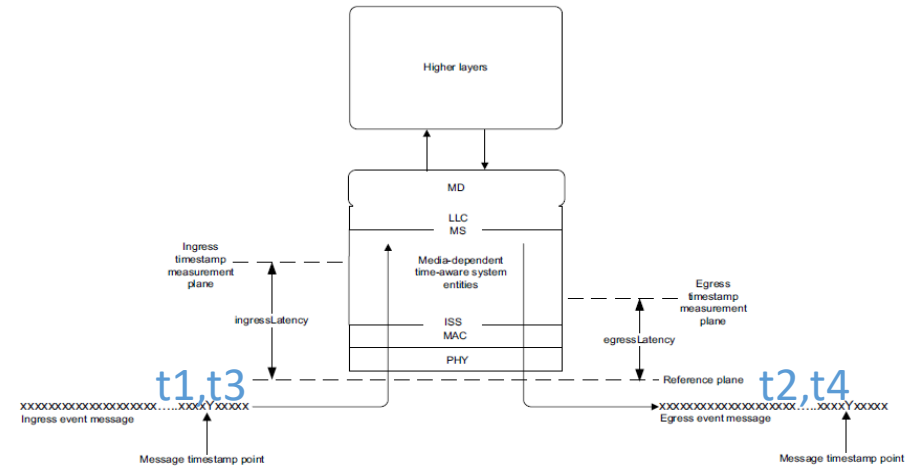 Higher layers
MD
LLC
MS
Ingress
timestamp
measurement
plane
Media-dependent
time-aware system
entities
Egress
timestamp
measurement
plane
ingressLatency
ISS
egressLatency
MAC
PHY
Reference plane
t1,t3
t2,t4
xxxxxxxxxxxxxxxxxxxx…..xxxxYxxxxx
xxxxxxxxxxxxxxxxxxxx…..xxxxYxxxxx
Ingress event message
Egress event message
Message timestamp point
Message timestamp point